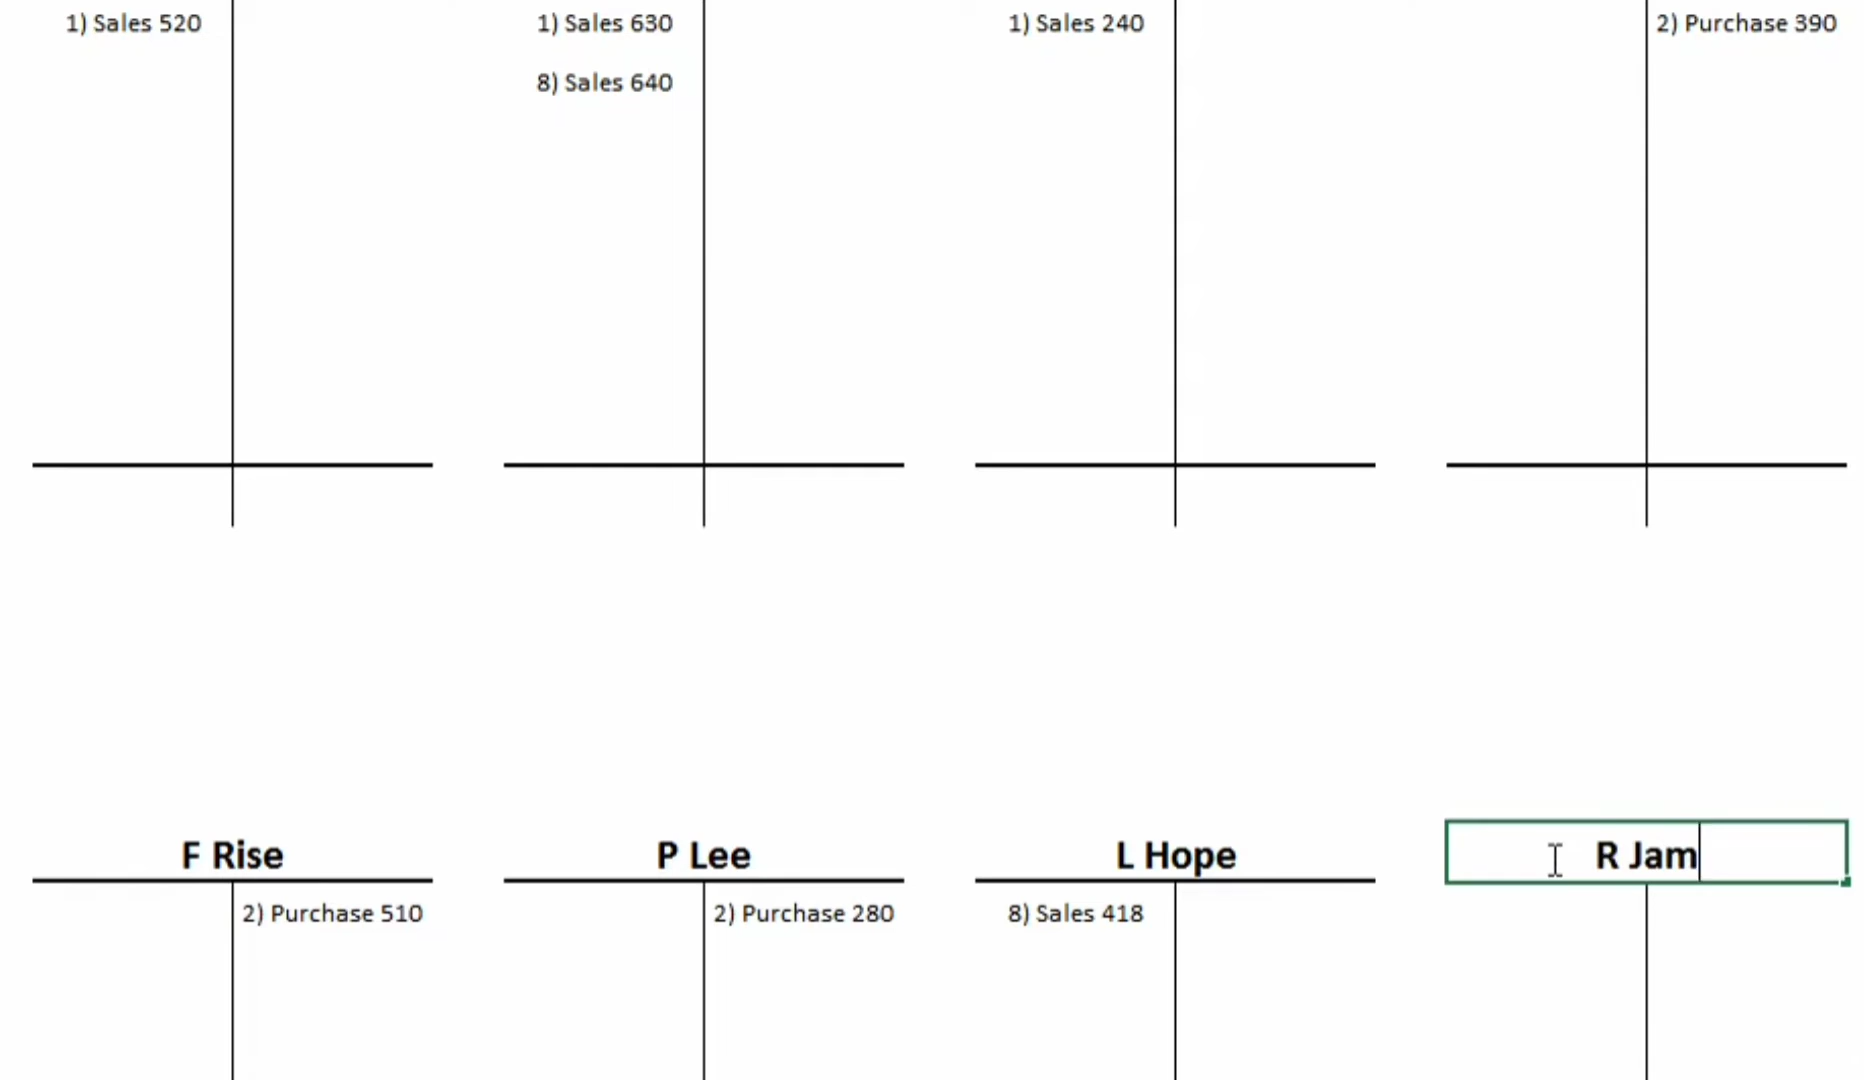 1) Sales 520
1) Sales 630
1) Sales 240
2) Purchase 390
8) Sales 640
F Rise
P Lee
L Hope
R Jam
2) Purchase 510
2) Purchase 280
8) Sales 418